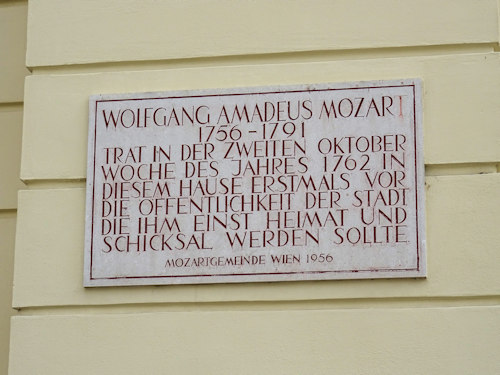 WOLFGANG AMADEUS MOZART
1756-1791
TRAT IN DER ZWEITEN OKTOBER
WOCHE DES JAHRES 1762 IN
DIESEM HAUSE ERSTMALS VOR
DIE ÖFFENTLICHKEIT DER STADT
DIE IHM EINST HEIMAT UND
SCHICKSAL WERDEN SOLLTE
MOZARTGEMEINDE WIEN 1956